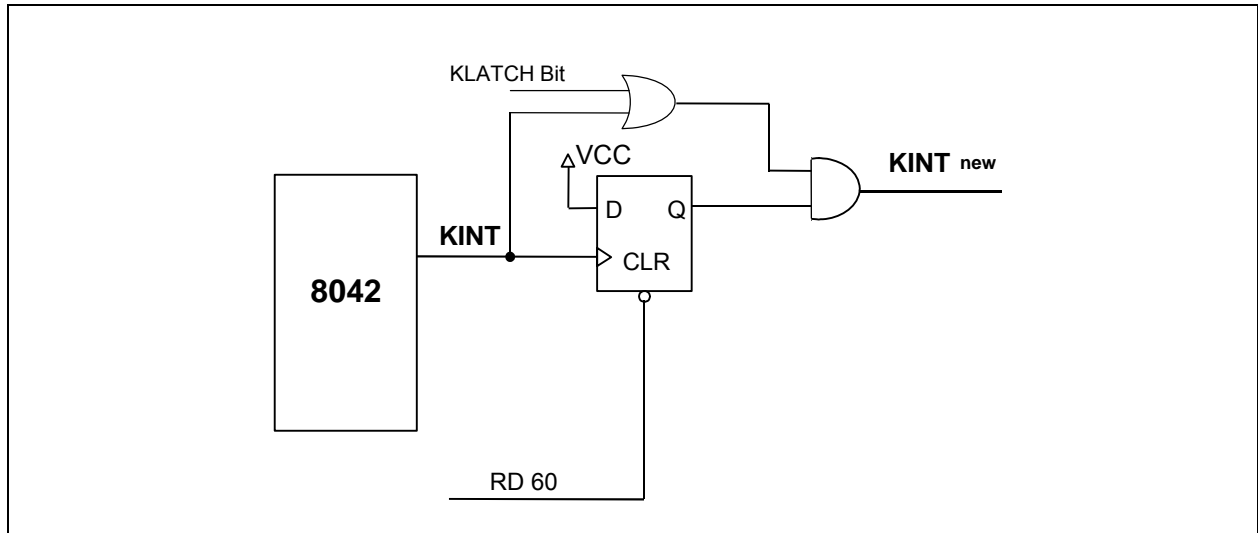 KLATCH Bit
VCC
KINT new
D Q
KINT
CLR
8042
RD 60